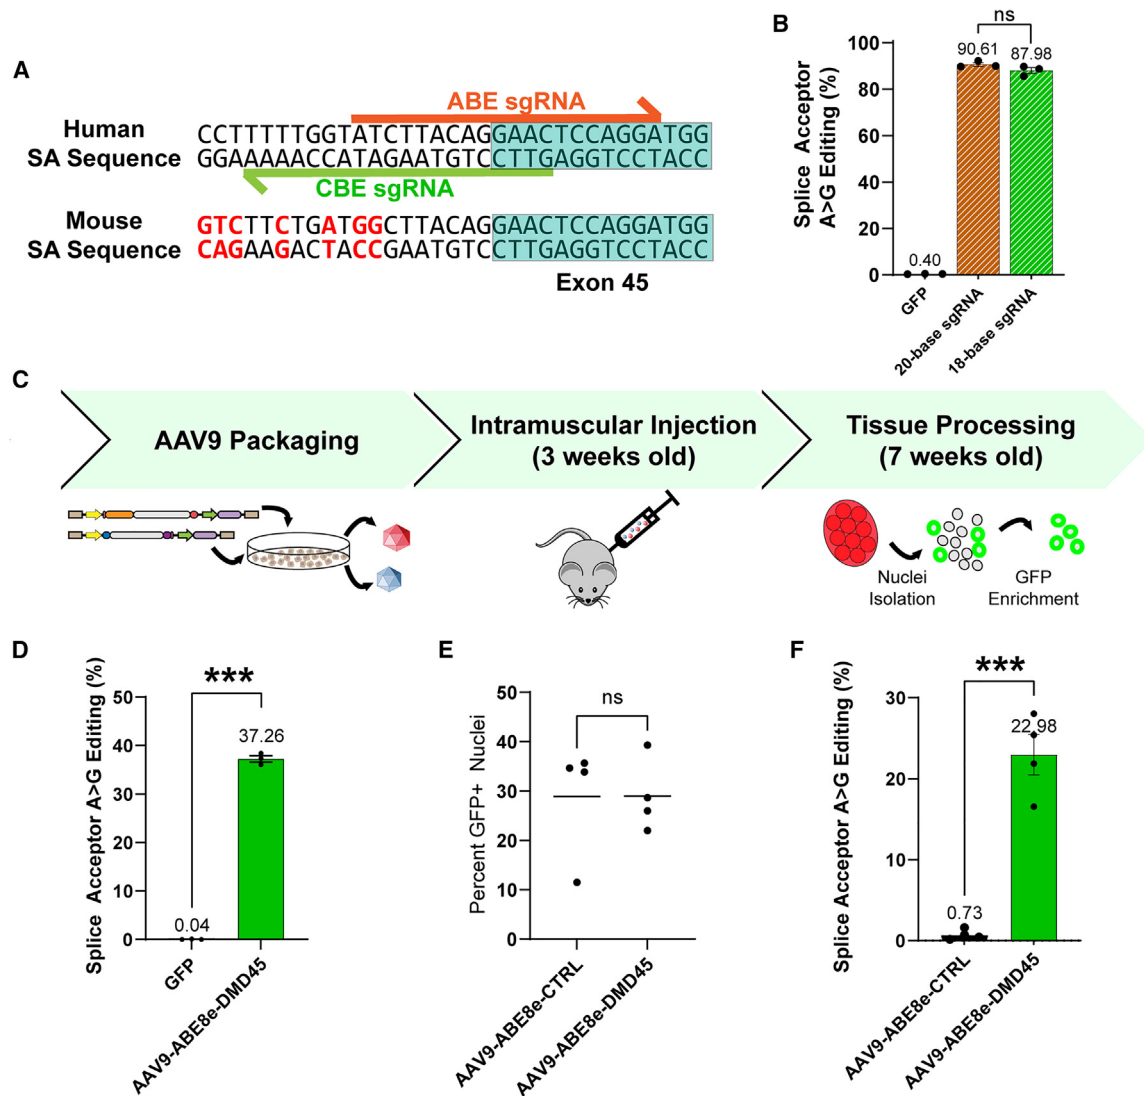 A
ABE sgRNA
Human
SA Sequence
CCTTTTTGGTATCTTACAGGAACTCCAGGATGG
GGAAAAACCATAGAATGTCCTTGAGGTCCTACC
CBE sgRNA
Mouse
SA Sequence
GTCTTCTGATGGCTTACAGGAACTCCAGGATGG
CAGAAGACTACCGAATGTCCTTGAGGTCCTACC
Exon 45
B
Splice Acceptor
A>G Editing (%)
100
80
60
40
20
0
ns
0.40
90.61
87.98
GFP
20-base sgRNA
18-base sgRNA
C
AAV9 Packaging
Intramuscular Injection
(3 weeks old)
Tissue Processing
(7 weeks old)
Nuclei
Isolation
GFP
Enrichment
D
Splice Acceptor A>G Editing (%)
50
40
30
20
10
0
***
0.04
37.26
GFP
AAV9-ABE8e-DMD45
E
Percent GFP+ Nuclei
50
40
30
20
10
0
ns
AAV9-ABE8e-CTRL
AAV9-ABE8e-DMD45
F
Splice Acceptor A>G Editing (%)
30
20
10
0
***
0.73
22.98
AAV9-ABE8e-CTRL
AAV9-ABE8e-DMD45